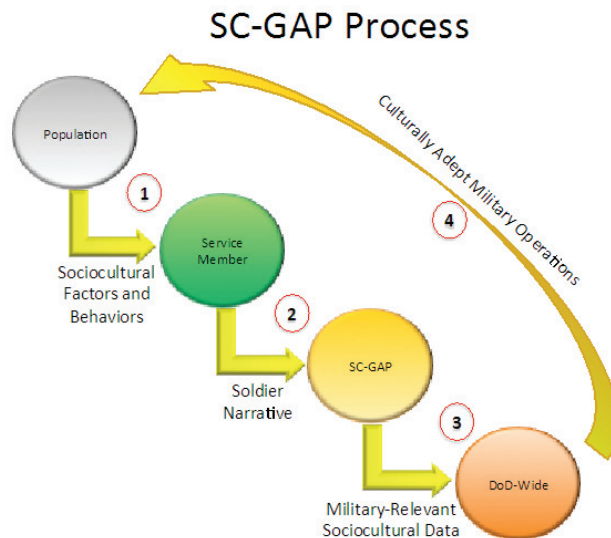 SC-GAP Process
Population
1
Sociocultural
Factors and
Behaviors
Service
Member
2
Soldier
Narrative
SC-GAP
3
Military-Relevant
Sociocultural Data
DoD-Wide
4
Culturally Adept Military Operations